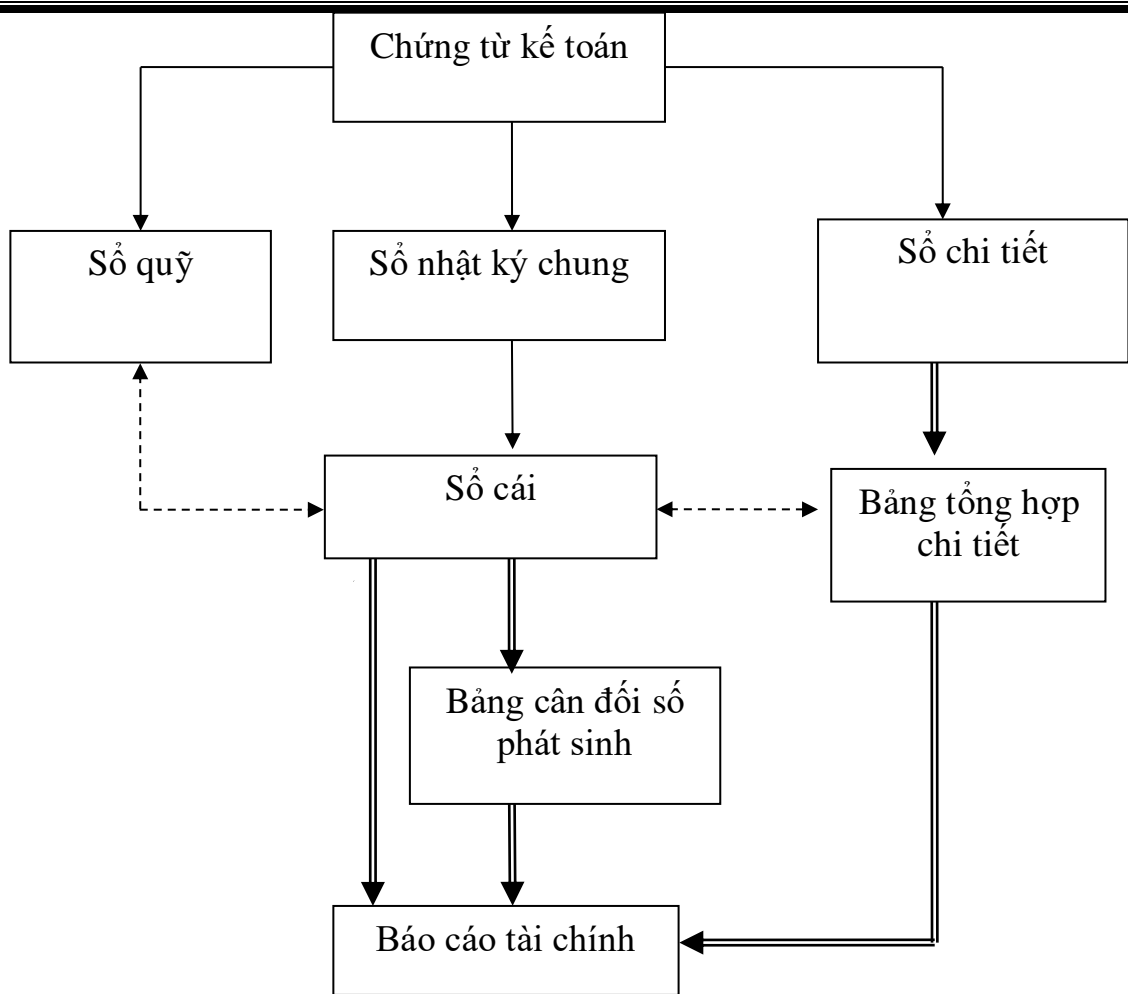 Chứng từ kế toán
Sổ quỹ
Sổ nhật ký chung
Sổ chi tiết
Sổ cái
Bảng tổng hợp
chi tiết
Bảng cân đối số
phát sinh
Báo cáo tài chính